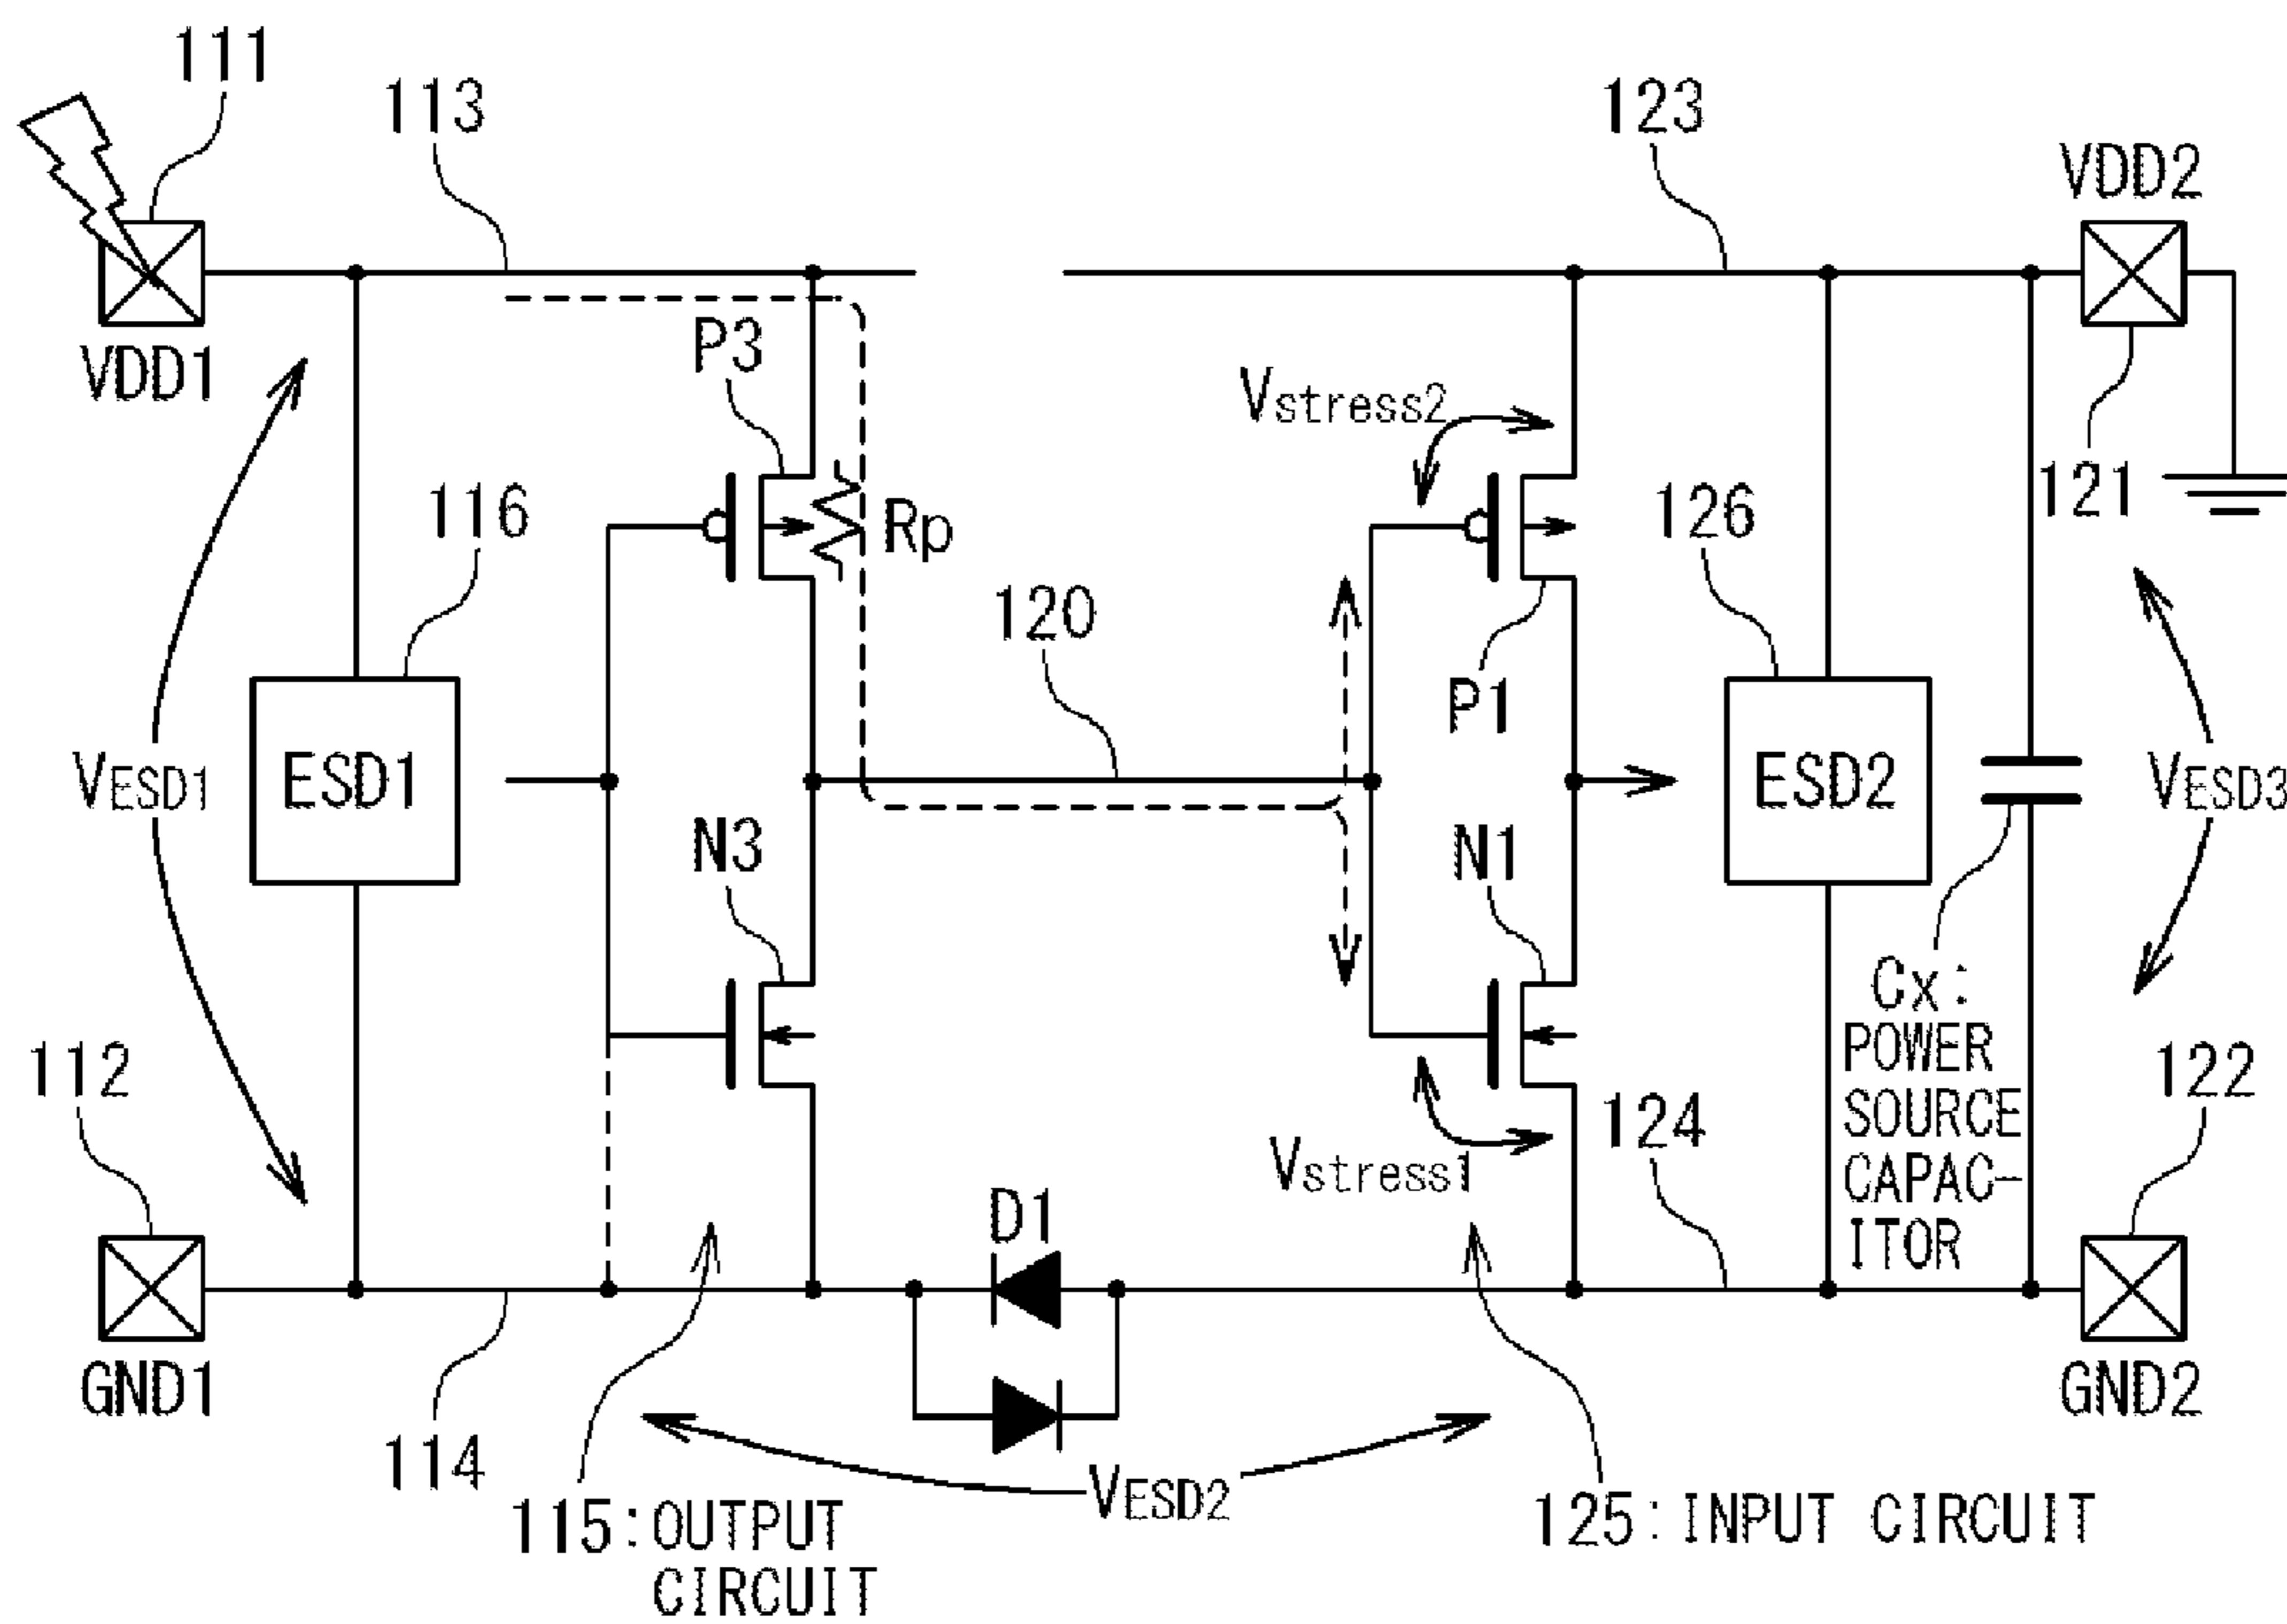 111
113
123
VDD2
VDD1
P3
Vstress2
121
116
Rp
126
120
P1
VESD1
ESD1
ESD2
VESD3
N3
N1
Cx:
POWER
SOURCE
CAPAC-
ITOR
112
122
124
Vstress1
D1
GND1
GND2
114
VESD2
115:OUTPUT
CIRCUIT
125:INPUT CIRCUIT